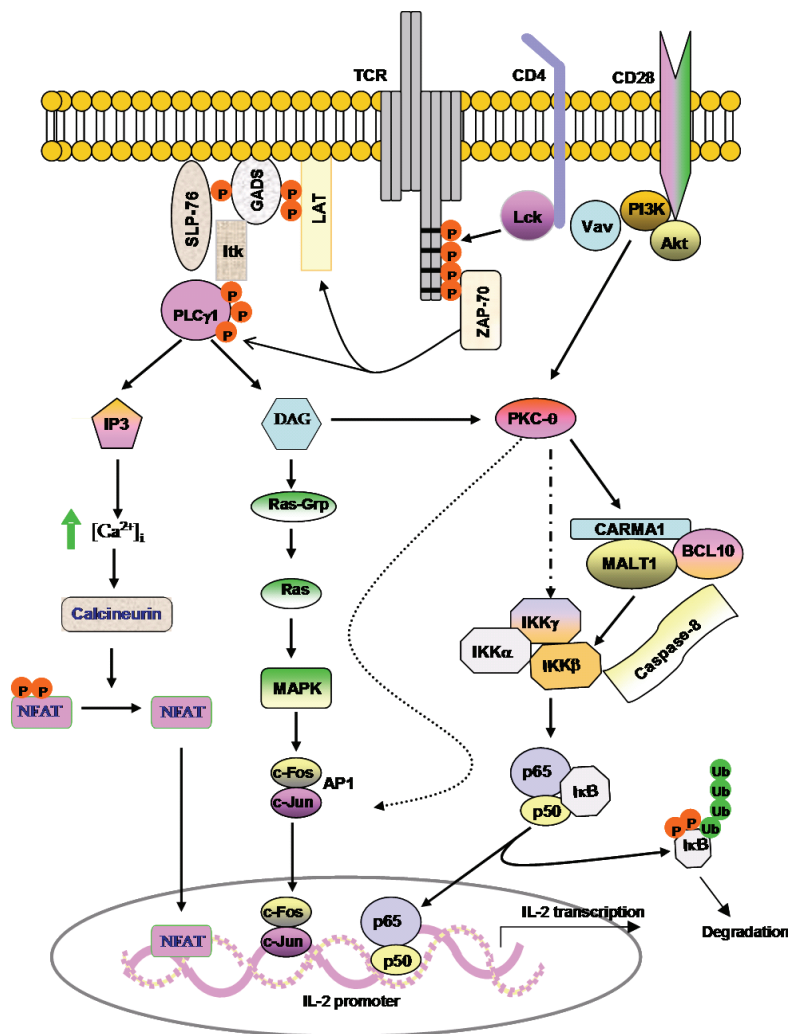 TCR
CD4
CD28
SLP-76
P
GADS
P
P
LAT
Itk
PLCγ1
P
P
P
P
P
P
P
ZAP-70
Lck
Vav
PI3K
Akt
IP3
DAG
PKC-θ
[Ca²⁺]i
Ras-Grp
CARMA1
MALT1
BCL10
Calcineurin
Ras
IKKγ
IKKα
IKKβ
Caspase-8
P P
NFAT
NFAT
MAPK
c-Fos
c-Jun
AP1
p65
p50
IκB
Ub
Ub
Ub
Ub
P P
IκB
Degradation
NFAT
c-Fos
c-Jun
p65
p50
IL-2 transcription
IL-2 promoter